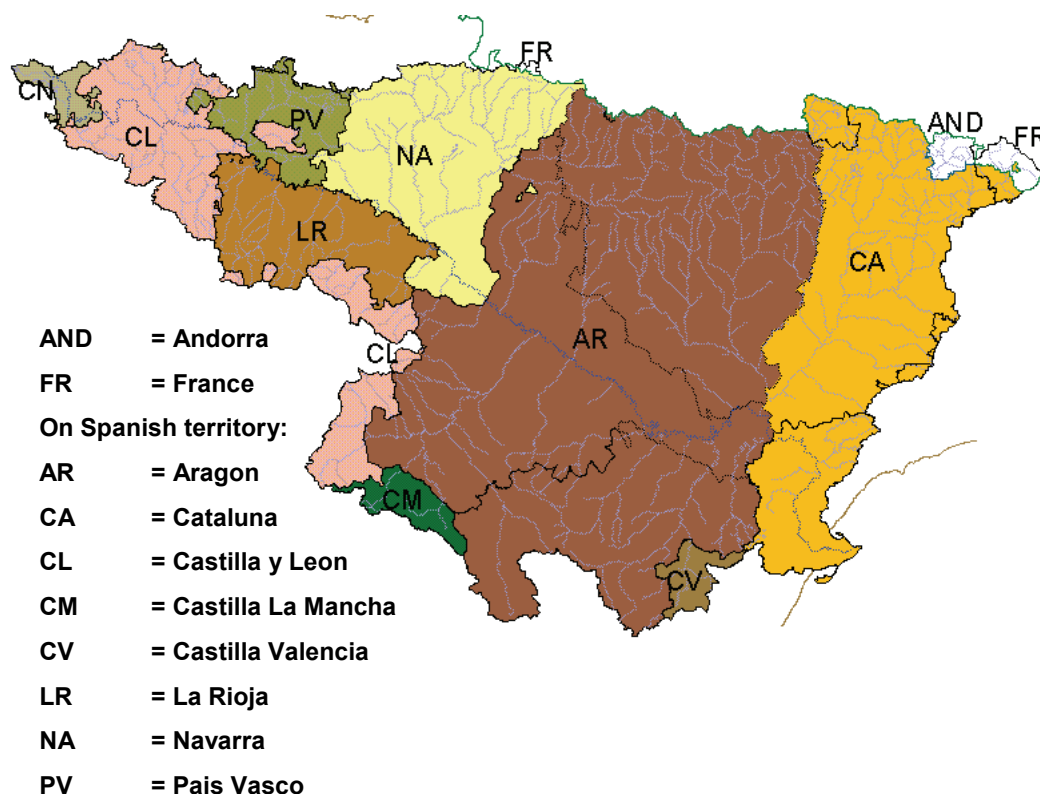 FR
CN
PV
AND
FR
CL
NA
LR
CA
AR
CL
CM
CV
AND = Andorra
FR = France
On Spanish territory:
AR = Aragon
CA = Cataluna
CL = Castilla y Leon
CM = Castilla La Mancha
CV = Castilla Valencia
LR = La Rioja
NA = Navarra
PV = Pais Vasco